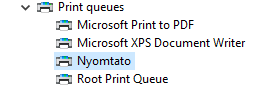 Print queues
Microsoft Print to PDF
Microsoft XPS Document Writer
Nyomtato
Root Print Queue